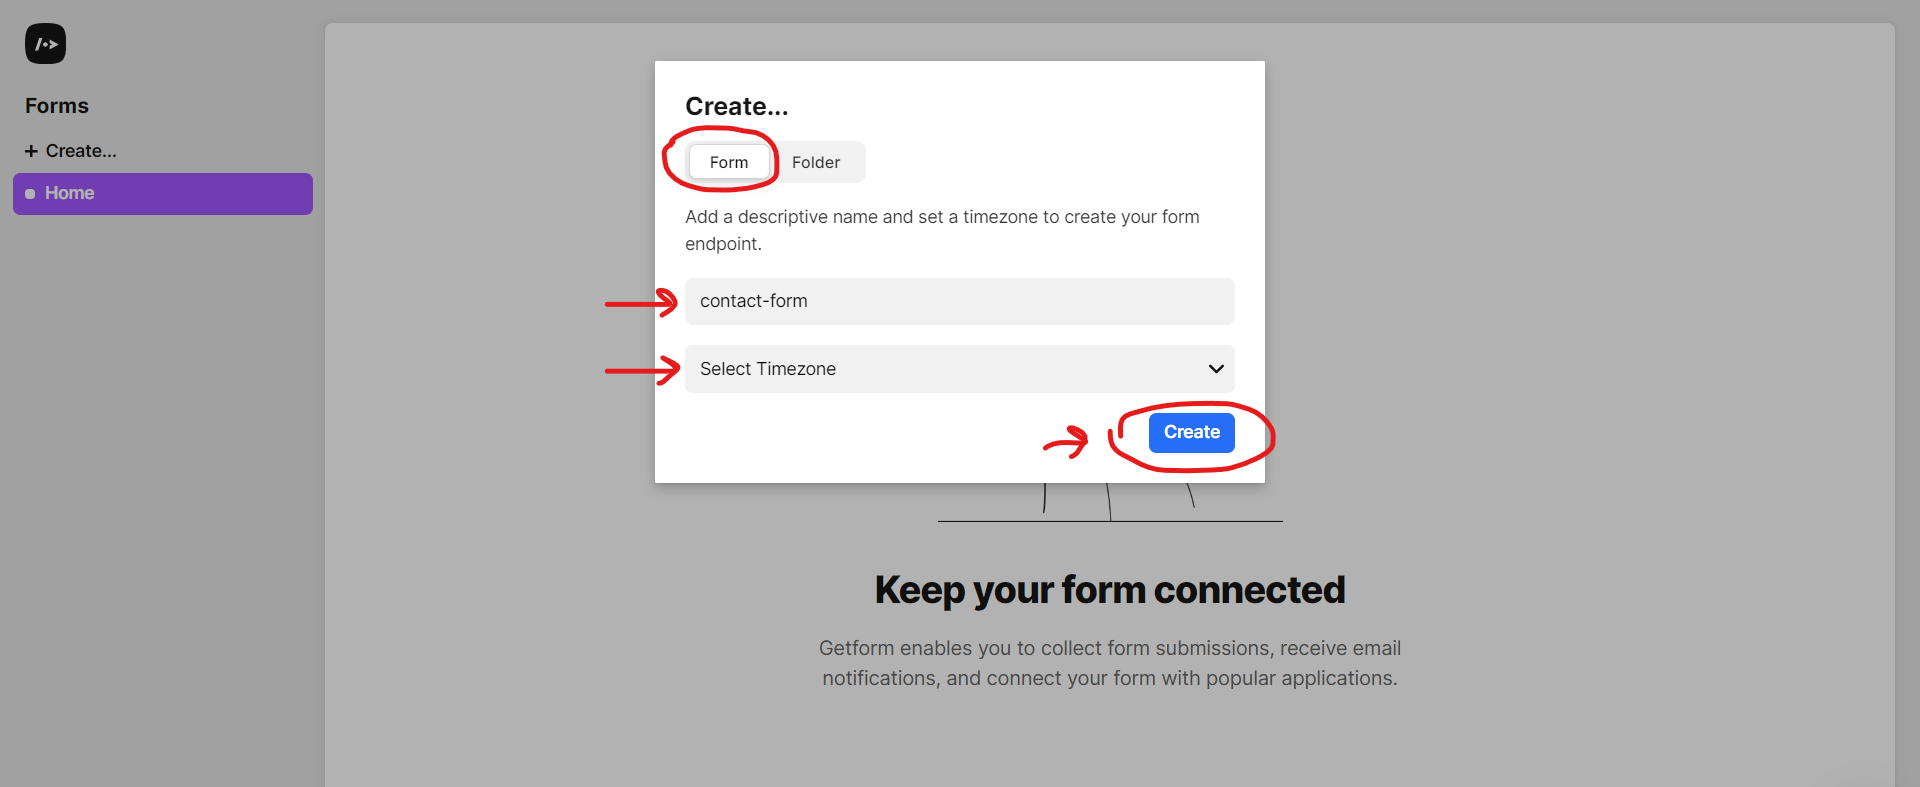 Forms
+ Create...
Home
Create...
Form Folder
Add a descriptive name and set a timezone to create your form
endpoint.
contact-form
Select Timezone
Create
Keep your form connected
Getform enables you to collect form submissions, receive email
notifications, and connect your form with popular applications.